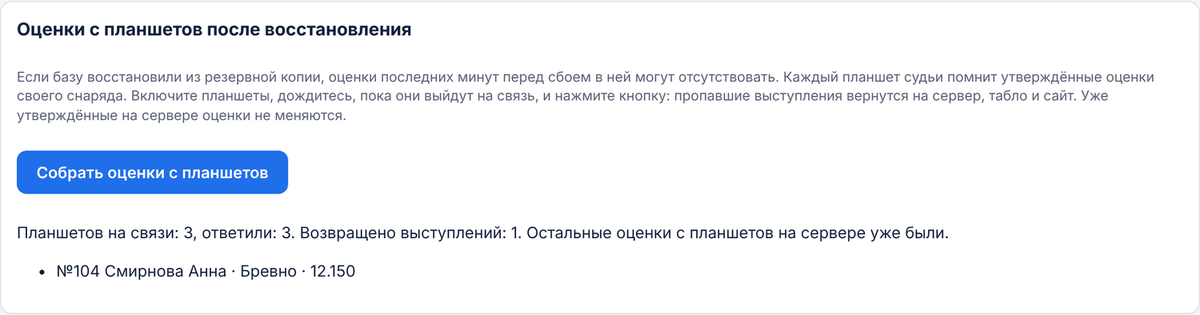 Оценки с планшетов после восстановления
Если базу восстановили из резервной копии, оценки последних минут перед сбоем в ней могут отсутствовать. Каждый планшет судьи помнит утверждённые оценки
своего снаряда. Включите планшеты, дождитесь, пока они выйдут на связь, и нажмите кнопку: пропавшие выступления вернутся на сервер, табло и сайт. Уже
утверждённые на сервере оценки не меняются.
Собрать оценки с планшетов
Планшетов на связи: 3, ответили: 3. Возвращено выступлений: 1. Остальные оценки с планшетов на сервере уже были.
• №104 Смирнова Анна · Бревно · 12.150